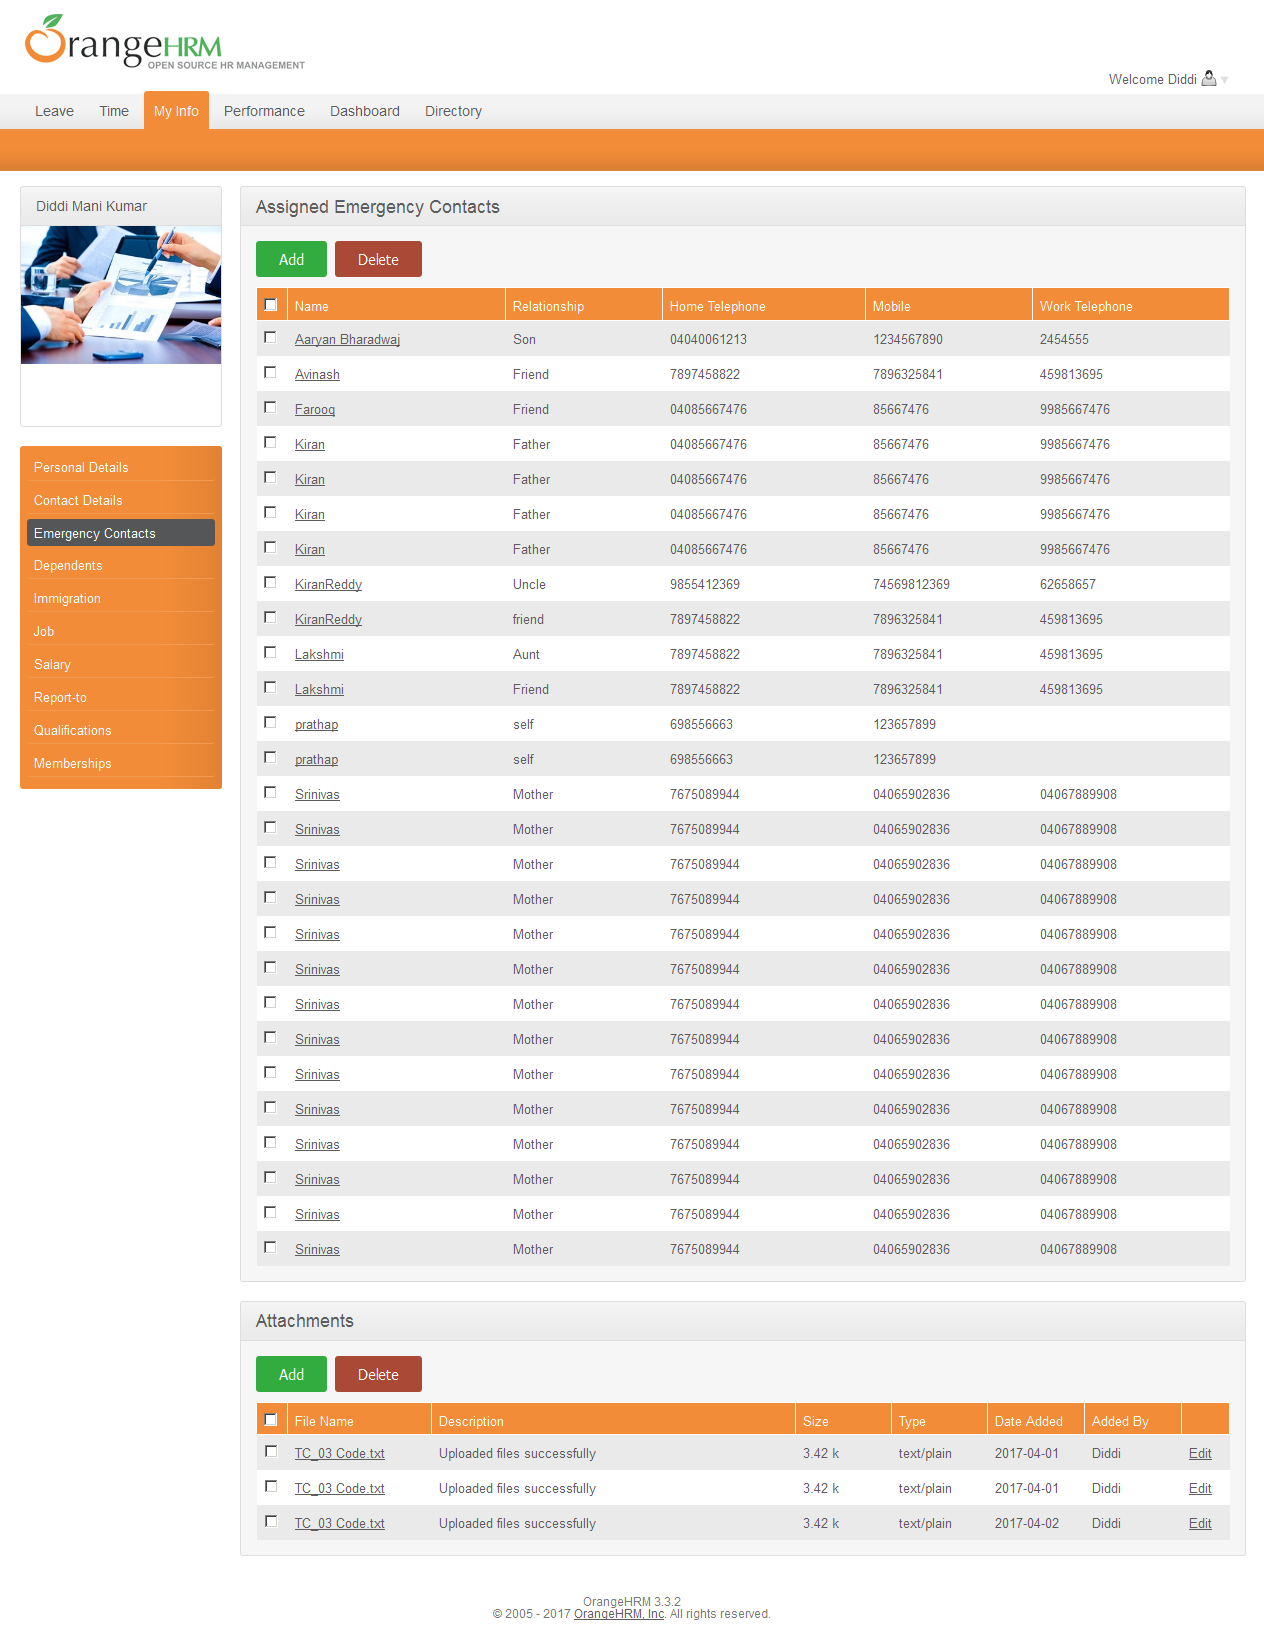 OrangeHRM
OPEN SOURCE HR MANAGEMENT
Welcome Diddi
Leave Time My Info Performance Dashboard Directory
Diddi Mani Kumar
Personal Details
Contact Details
Emergency Contacts
Dependents
Immigration
Job
Salary
Report-to
Qualifications
Memberships
Assigned Emergency Contacts
Add Delete
Name Relationship Home Telephone Mobile Work Telephone
Aaryan Bharadwaj Son 04040061213 1234567890 2454555
Avinash Friend 7897458822 7896325841 459813695
Farooq Friend 04085667476 85667476 9985667476
Kiran Father 04085667476 85667476 9985667476
Kiran Father 04085667476 85667476 9985667476
Kiran Father 04085667476 85667476 9985667476
Kiran Father 04085667476 85667476 9985667476
KiranReddy Uncle 9855412369 74569812369 62658657
KiranReddy friend 7897458822 7896325841 459813695
Lakshmi Aunt 7897458822 7896325841 459813695
Lakshmi Friend 7897458822 7896325841 459813695
prathap self 698556663 123657899
prathap self 698556663 123657899
Srinivas Mother 7675089944 04065902836 04067889908
Srinivas Mother 7675089944 04065902836 04067889908
Srinivas Mother 7675089944 04065902836 04067889908
Srinivas Mother 7675089944 04065902836 04067889908
Srinivas Mother 7675089944 04065902836 04067889908
Srinivas Mother 7675089944 04065902836 04067889908
Srinivas Mother 7675089944 04065902836 04067889908
Srinivas Mother 7675089944 04065902836 04067889908
Srinivas Mother 7675089944 04065902836 04067889908
Srinivas Mother 7675089944 04065902836 04067889908
Srinivas Mother 7675089944 04065902836 04067889908
Srinivas Mother 7675089944 04065902836 04067889908
Srinivas Mother 7675089944 04065902836 04067889908
Srinivas Mother 7675089944 04065902836 04067889908
Attachments
Add Delete
File Name Description Size Type Date Added Added By
TC_03 Code.txt Uploaded files successfully 3.42 k text/plain 2017-04-01 Diddi Edit
TC_03 Code.txt Uploaded files successfully 3.42 k text/plain 2017-04-01 Diddi Edit
TC_03 Code.txt Uploaded files successfully 3.42 k text/plain 2017-04-02 Diddi Edit
OrangeHRM 3.3.2
© 2005 - 2017 OrangeHRM, Inc. All rights reserved.